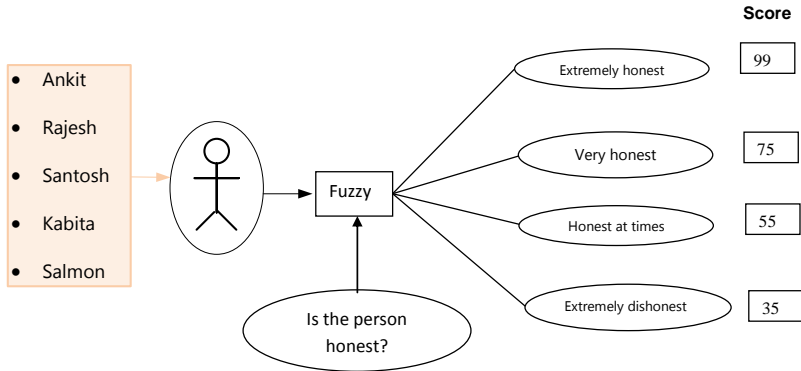 Score
• Ankit
• Rajesh
• Santosh
• Kabita
• Salmon
Fuzzy
Is the person
honest?
Extremely honest
99
Very honest
75
Honest at times
55
Extremely dishonest
35